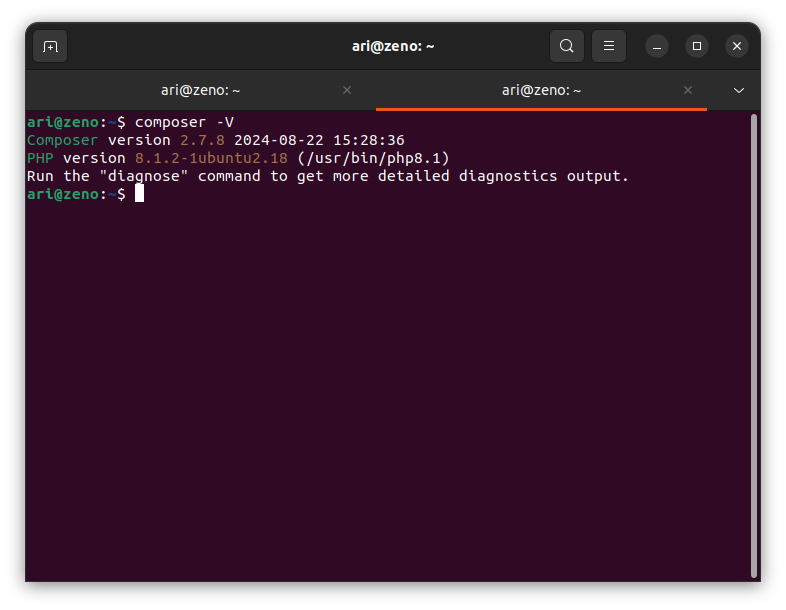 ari@zeno: ~
ari@zeno: ~
ari@zeno: ~
ari@zeno:~$ composer -V
Composer version 2.7.8 2024-08-22 15:28:36
PHP version 8.1.2-1ubuntu2.18 (/usr/bin/php8.1)
Run the "diagnose" command to get more detailed diagnostics output.
ari@zeno:~$